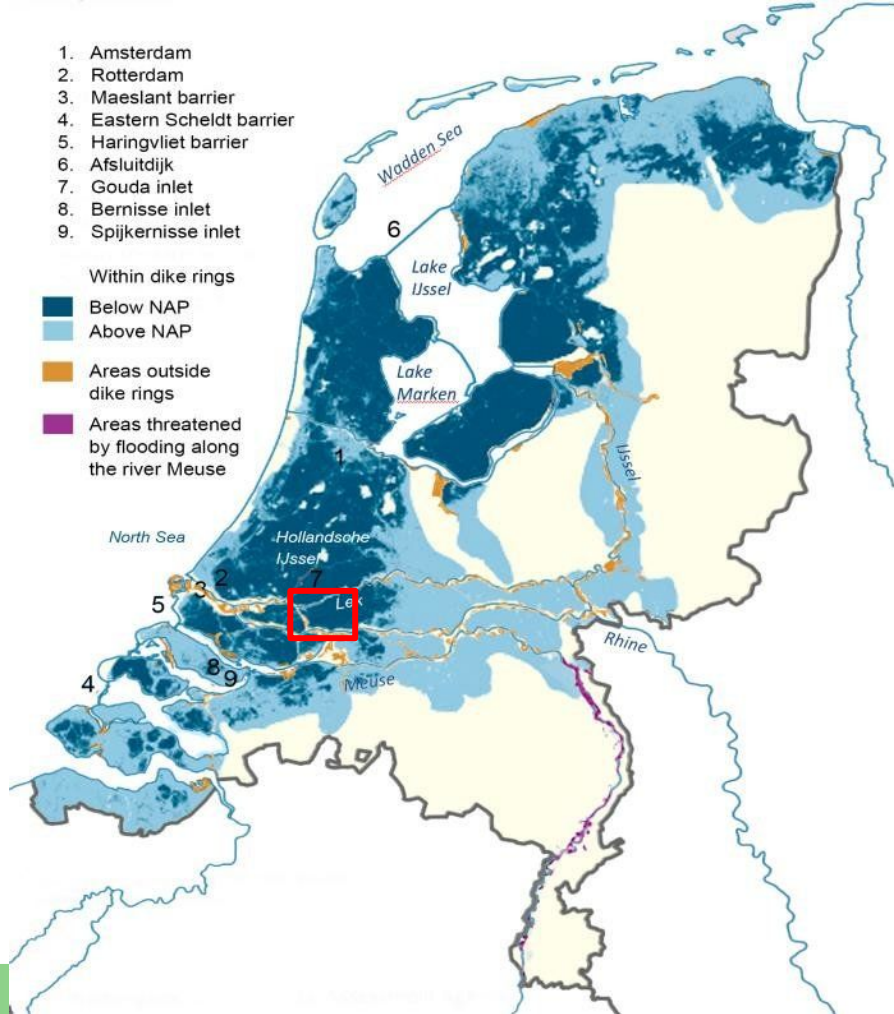 1. Amsterdam
2. Rotterdam
3. Maeslant barrier
4. Eastern Scheldt barrier
5. Haringvliet barrier
6. Afsluitdijk
7. Gouda inlet
8. Bernisse inlet
9. Spijkernisse inlet
Within dike rings
Below NAP
Above NAP
Areas outside
dike rings
Areas threatened
by flooding along
the river Meuse
Wadden Sea
6
Lake
IJssel
Lake
Marken
1
IJssel
North Sea
Hollandsche
IJssel
2
7
3
Lek
5
Rhine
8
9
4
Meuse